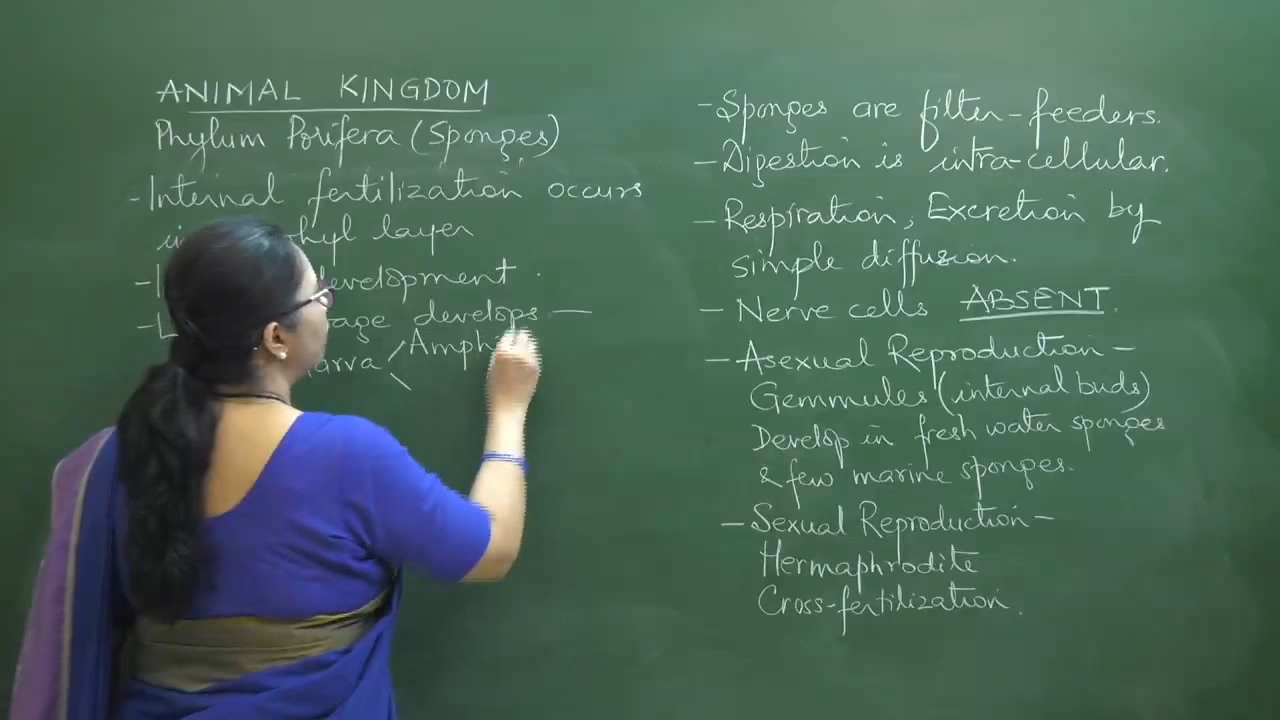 ANIMAL KINGDOM
Phylum Porifera (Sponges)
- Internal fertilization occurs
layer
- development.
- develops —
Larva
- Sponges are filter-feeders.
- Digestion is intra-cellular.
- Respiration, Excretion by
simple diffusion.
- Nerve cells ABSENT.
- Asexual Reproduction -
Gemmules (internal buds)
Develop in fresh water sponges
& few marine sponges.
- Sexual Reproduction -
Hermaphrodite
Cross-fertilization.